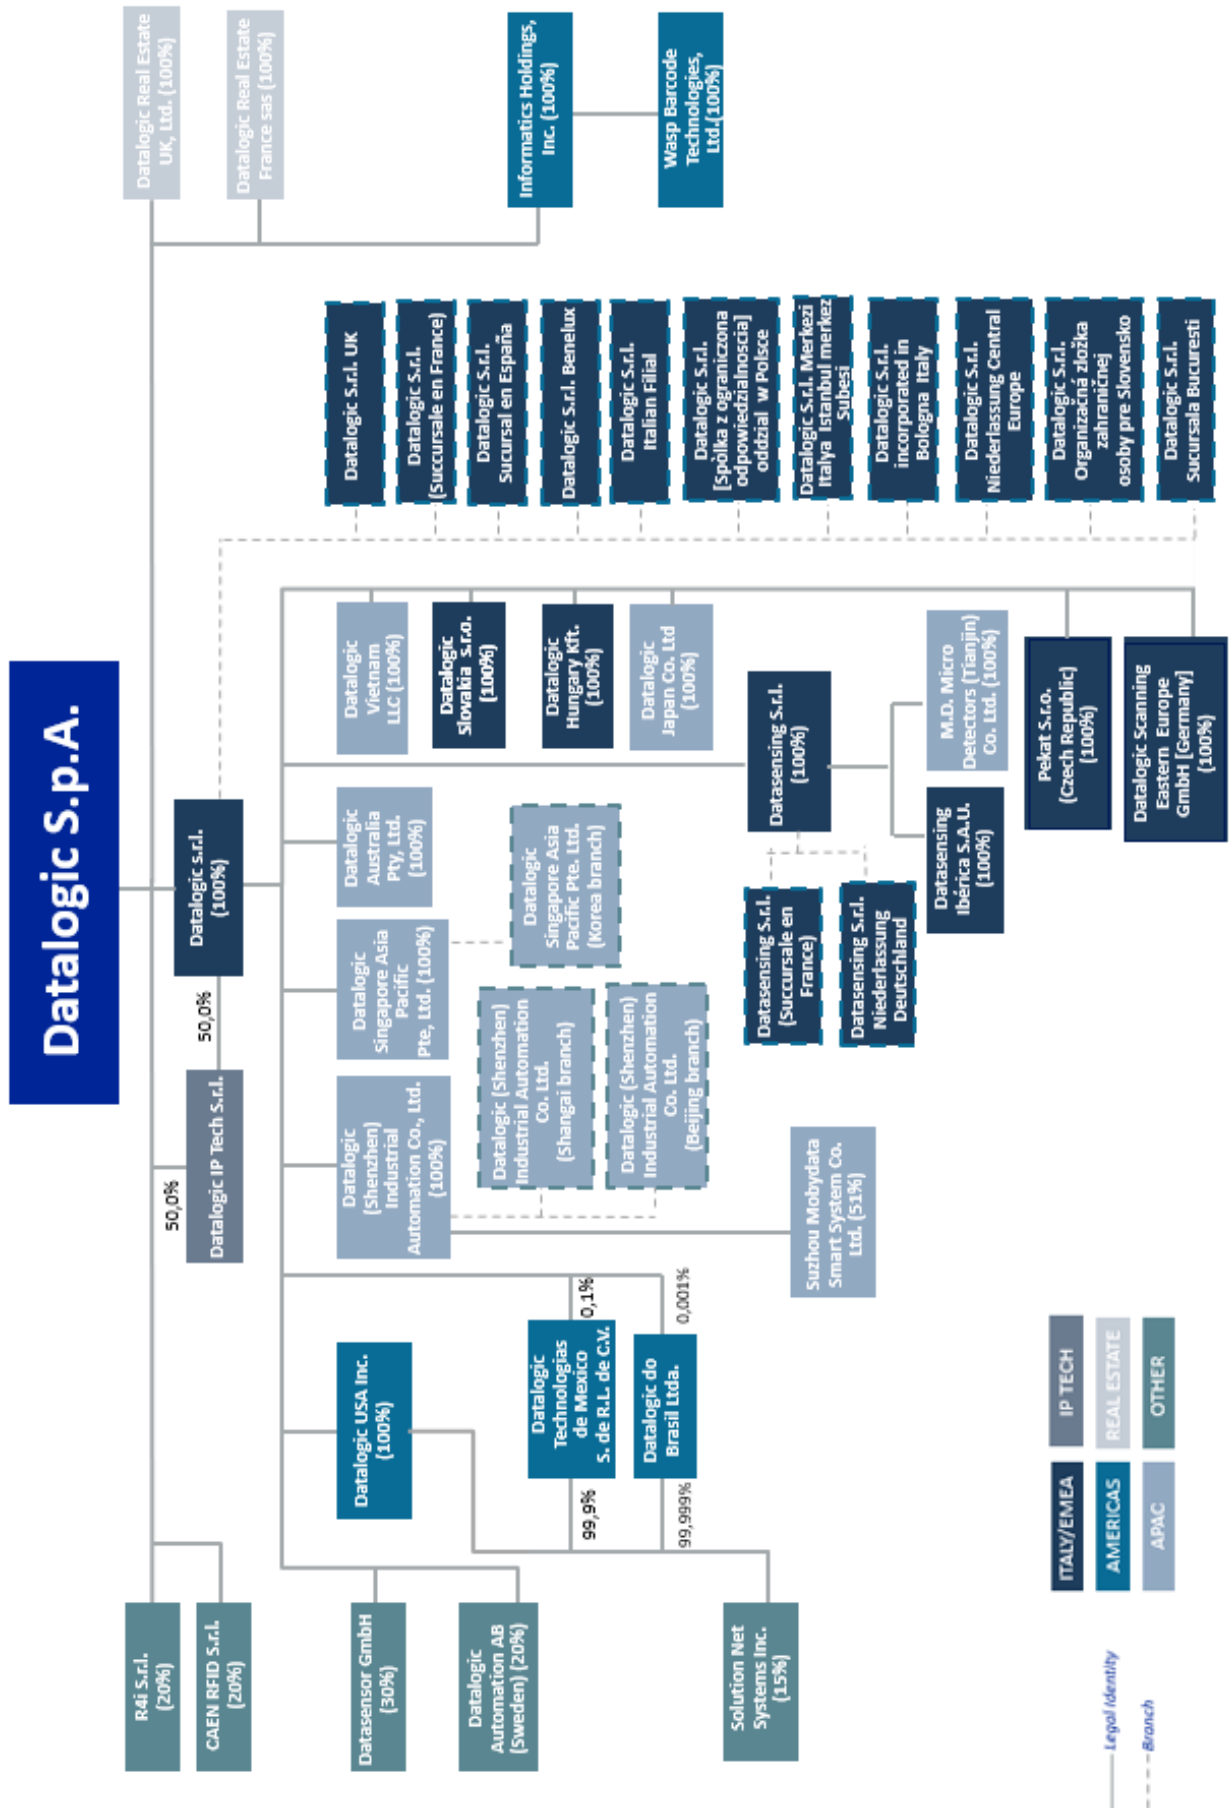 Datalogic S.p.A.
R4i S.r.l.
(20%)
CAEN RFID S.r.l.
(20%)
50,0%
Datalogic IP Tech S.r.l.
50,0%
Datalogic s.r.l.
(100%)
Datalogic Real Estate
UK, Ltd. (100%)
Datalogic Real Estate
France sas (100%)
Informatics Holdings,
Inc. (100%)
Wasp Barcode
Technologies,
Ltd.(100%)
Datasensor GmbH
(30%)
Datalogic
Automation AB
(Sweden) (20%)
Solution Net
Systems Inc.
(15%)
Datalogic USA Inc.
(100%)
99,9%
Datalogic
Technologias
de Mexico
S. de R.L. de C.V.
0,1%
99,999%
Datalogic do
Brasil Ltda.
0,001%
Datalogic
(Shenzhen)
Industrial
Automation Co., Ltd.
(100%)
Datalogic (Shenzhen)
Industrial Automation
Co. Ltd.
(Shangai branch)
Datalogic (Shenzhen)
Industrial Automation
Co. Ltd.
(Beijing branch)
Suzhou Mobydata
Smart System Co.
Ltd. (51%)
Datalogic
Singapore Asia
Pacific
Pte, Ltd. (100%)
Datalogic
Singapore Asia
Pacific Pte. Ltd.
(Korea branch)
Datalogic
Australia
Pty, Ltd.
(100%)
Datasensing S.r.l.
(100%)
Datasensing S.r.l.
(Succursale en
France)
Datasensing S.r.l.
Niederlassung
Deutschland
Datasensing
Ibérica S.A.U.
(100%)
M.D. Micro
Detectors (Tianjin)
Co. Ltd. (100%)
Datalogic
Vietnam
LLC (100%)
Datalogic
Slovakia s.r.o.
(100%)
Datalogic
Hungary Kft.
(100%)
Datalogic
Japan Co. Ltd
(100%)
Pekat S.r.o.
(Czech Republic)
(100%)
Datalogic Scanning
Eastern Europe
GmbH [Germany]
(100%)
Datalogic S.r.l. UK
Datalogic S.r.l.
(Succursale en France)
Datalogic S.r.l.
Sucursal en España
Datalogic S.r.l. Benelux
Datalogic S.r.l.
Italian Filial
Datalogic S.r.l.
[Spòlka z ograniczona
odpowiedzialnoscia]
oddzial w Polsce
Datalogic S.r.l. Merkezi
Italya Istanbul merkez
Subesi
Datalogic S.r.l.
incorporated in
Bologna Italy
Datalogic S.r.l.
Niederlassung Central
Europe
Datalogic S.r.l.
Organizačná zložka
zahraničnej
osoby pre Slovensko
Datalogic S.r.l.
Sucursala Bucuresti
Legal Identity
Branch
ITALY/EMEA
IP TECH
AMERICAS
REAL ESTATE
APAC
OTHER